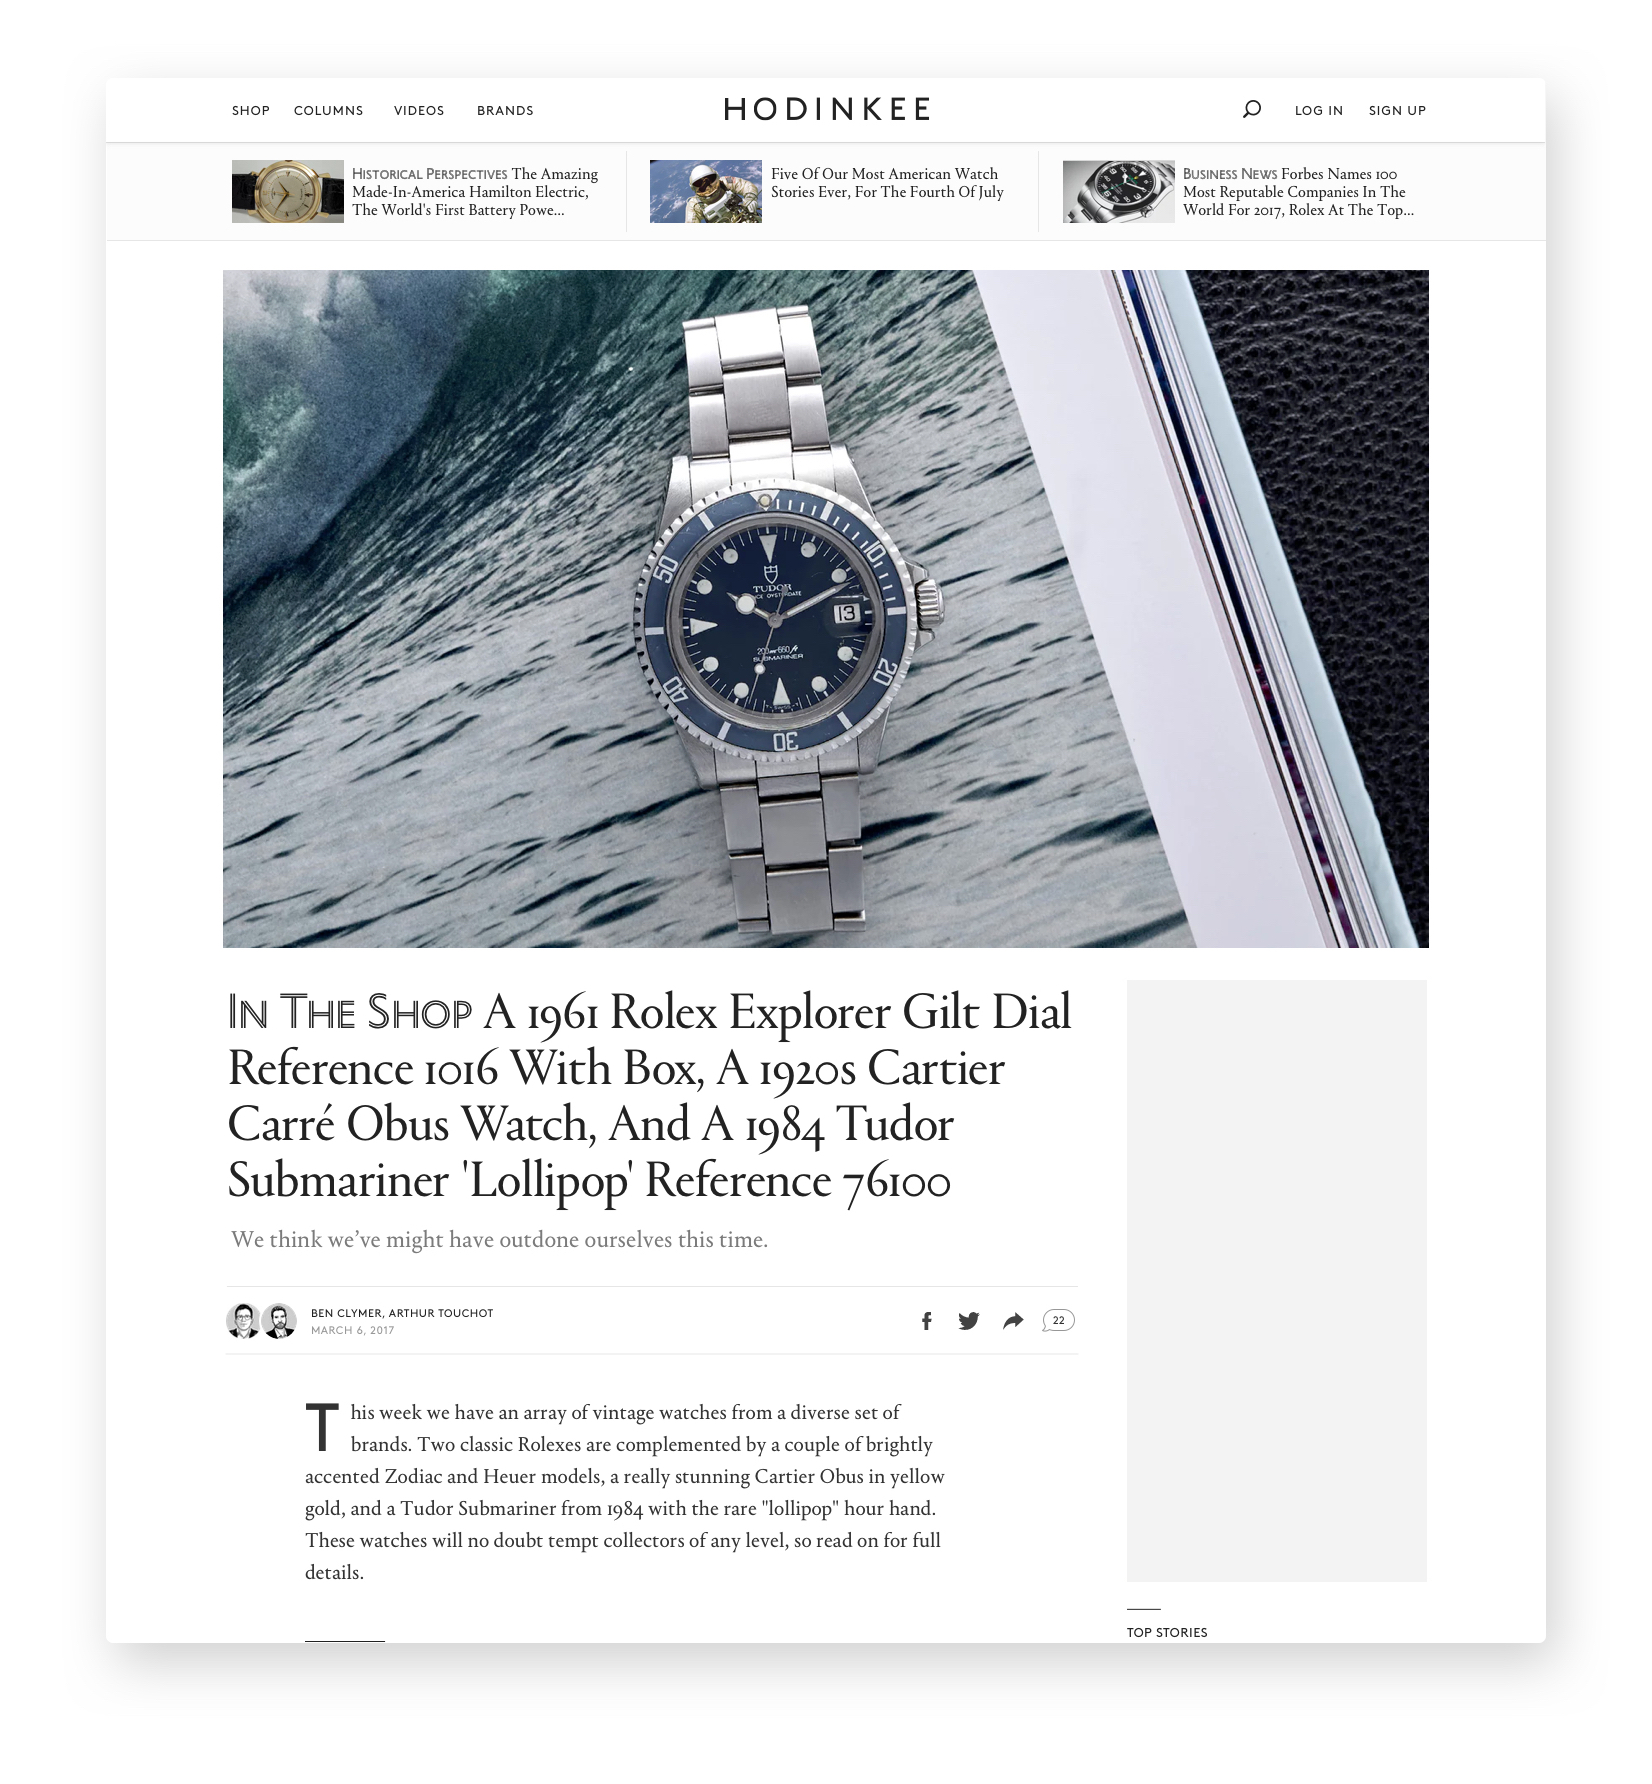 SHOP COLUMNS VIDEOS BRANDS HODINKEE LOG IN SIGN UP
Historical Perspectives The Amazing
Made-In-America Hamilton Electric,
The World's First Battery Powe...
Five Of Our Most American Watch
Stories Ever, For The Fourth Of July
Business News Forbes Names 100
Most Reputable Companies In The
World For 2017, Rolex At The Top...
10
50
TUDOR
13
200m=660ft
SUBMARINER
20
40
30
In The Shop A 1961 Rolex Explorer Gilt Dial
Reference 1016 With Box, A 1920s Cartier
Carré Obus Watch, And A 1984 Tudor
Submariner 'Lollipop' Reference 76100
We think we’ve might have outdone ourselves this time.
BEN CLYMER, ARTHUR TOUCHOT
MARCH 6, 2017
22
This week we have an array of vintage watches from a diverse set of
brands. Two classic Rolexes are complemented by a couple of brightly
accented Zodiac and Heuer models, a really stunning Cartier Obus in yellow
gold, and a Tudor Submariner from 1984 with the rare "lollipop" hour hand.
These watches will no doubt tempt collectors of any level, so read on for full
details.
TOP STORIES